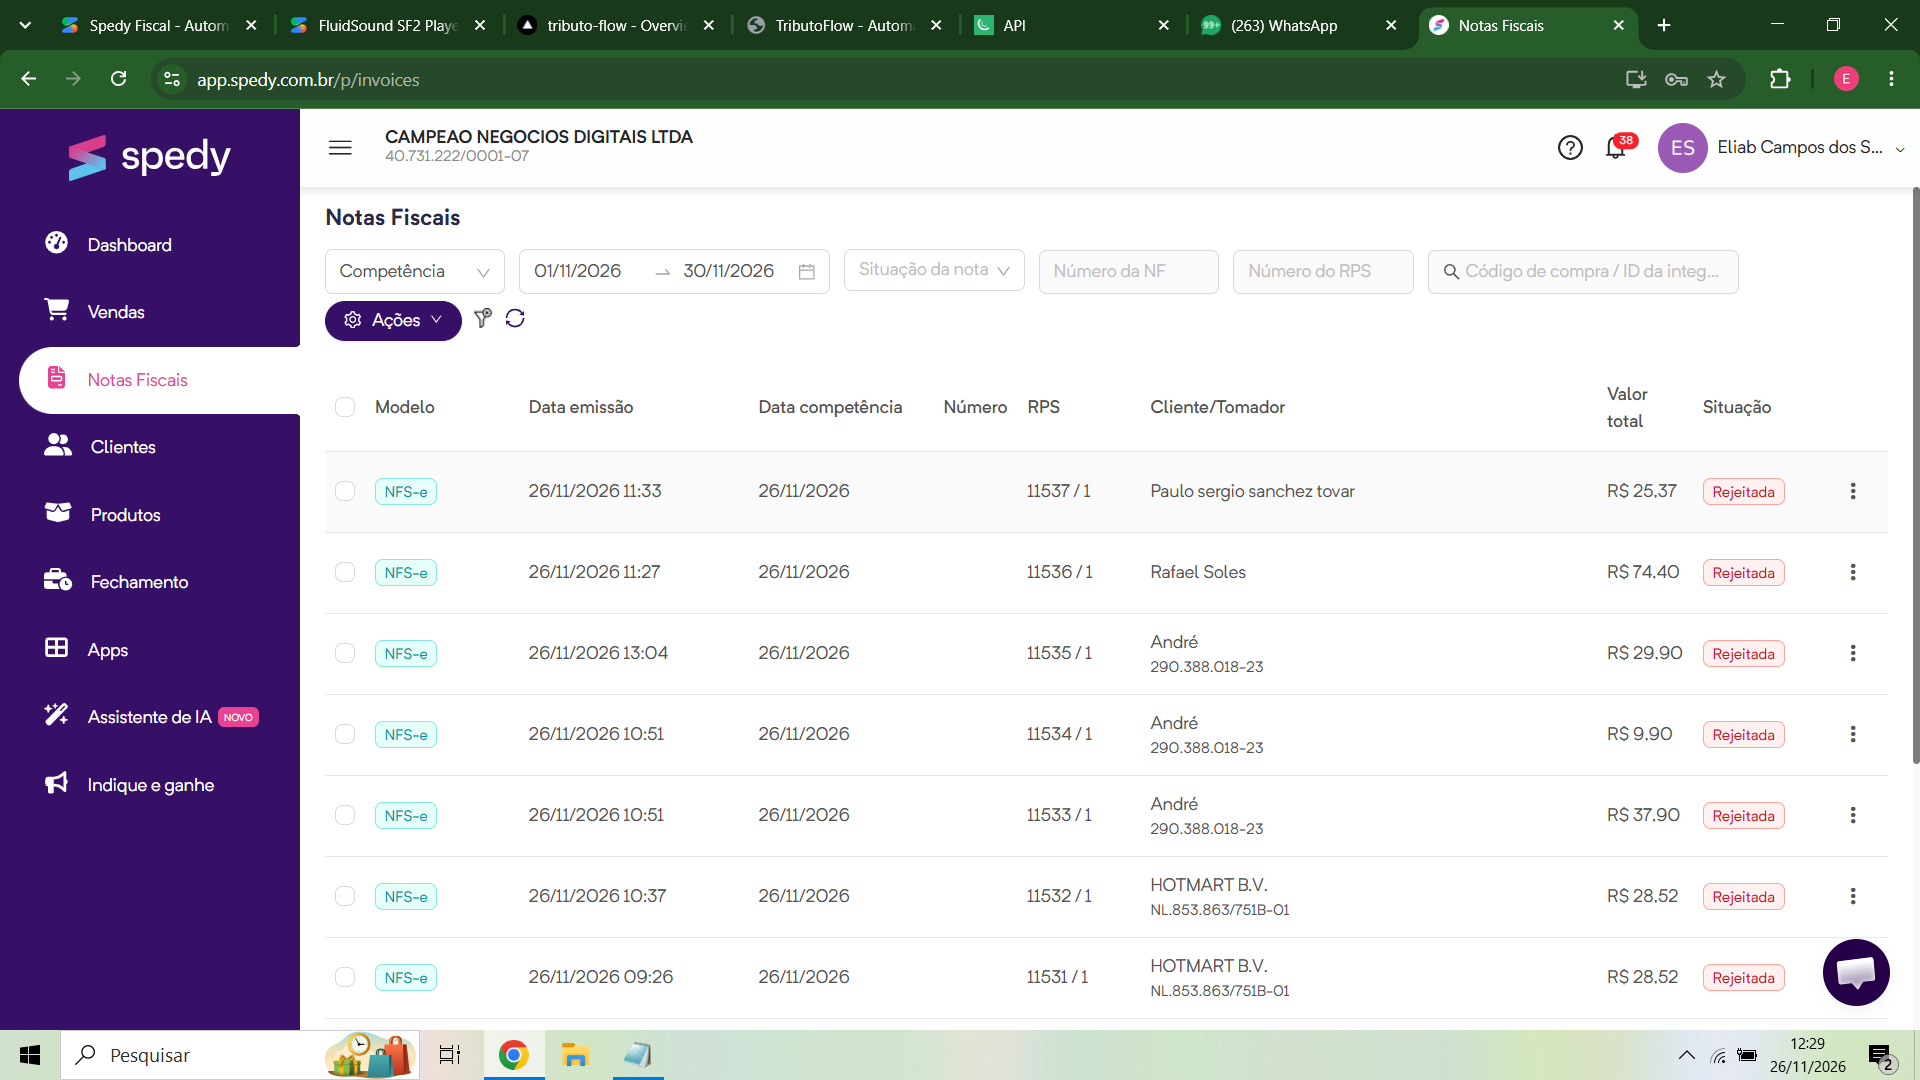 Spedy Fiscal - Autom
FluidSound SF2 Playe
tributo-flow - Overvie
TributoFlow - Autom
API
(263) WhatsApp
Notas Fiscais
app.spedy.com.br/p/invoices
E
spedy
CAMPEAO NEGOCIOS DIGITAIS LTDA
40.731.222/0001-07
38
ES
Eliab Campos dos S...
Dashboard
Vendas
Notas Fiscais
Clientes
Produtos
Fechamento
Apps
Assistente de IA NOVO
Indique e ganhe
Notas Fiscais
Competência
01/11/2026 → 30/11/2026
Situação da nota
Número da NF
Número do RPS
Código de compra / ID da integ...
Ações
Modelo Data emissão Data competência Número RPS Cliente/Tomador Valor total Situação
NFS-e 26/11/2026 11:33 26/11/2026 11537 / 1 Paulo sergio sanchez tovar R$ 25,37 Rejeitada
NFS-e 26/11/2026 11:27 26/11/2026 11536 / 1 Rafael Soles R$ 74,40 Rejeitada
NFS-e 26/11/2026 13:04 26/11/2026 11535 / 1 André R$ 29,90 Rejeitada
290.388.018-23
NFS-e 26/11/2026 10:51 26/11/2026 11534 / 1 André R$ 9,90 Rejeitada
290.388.018-23
NFS-e 26/11/2026 10:51 26/11/2026 11533 / 1 André R$ 37,90 Rejeitada
290.388.018-23
NFS-e 26/11/2026 10:37 26/11/2026 11532 / 1 HOTMART B.V. R$ 28,52 Rejeitada
NL.853.863/751B-01
NFS-e 26/11/2026 09:26 26/11/2026 11531 / 1 HOTMART B.V. R$ 28,52 Rejeitada
NL.853.863/751B-01
Pesquisar
12:29
26/11/2026
2